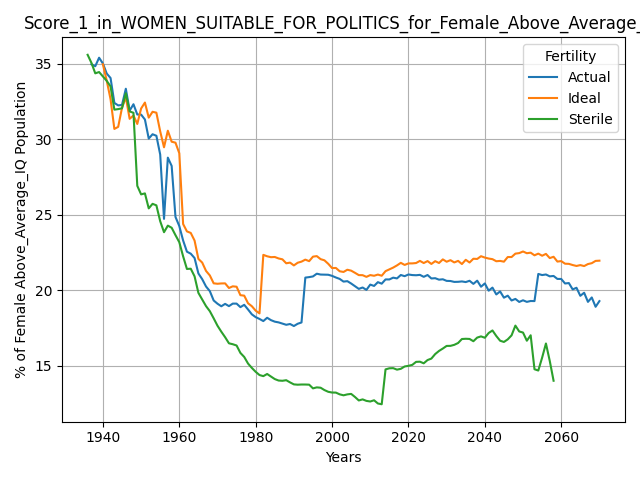 Score_1_in_WOMEN_SUITABLE_FOR_POLITICS_for_Female_Above_Average_
Fertility
Actual
Ideal
Sterile
% of Female Above_Average_IQ Population
35
30
25
20
15
1940 1960 1980 2000 2020 2040 2060
Years